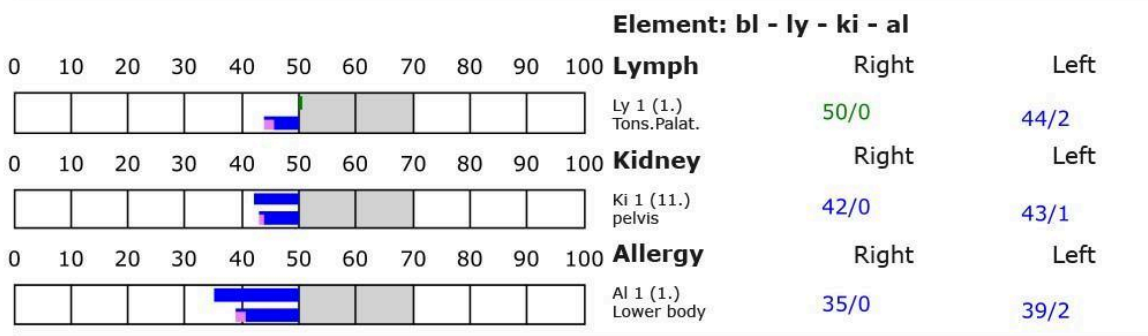 Element: bl - ly - ki - al
0 10 20 30 40 50 60 70 80 90 100 Lymph Right Left
Ly 1 (1.) 50/0 44/2
Tons.Palat.
0 10 20 30 40 50 60 70 80 90 100 Kidney Right Left
Ki 1 (11.) 42/0 43/1
pelvis
0 10 20 30 40 50 60 70 80 90 100 Allergy Right Left
Al 1 (1.) 35/0 39/2
Lower body